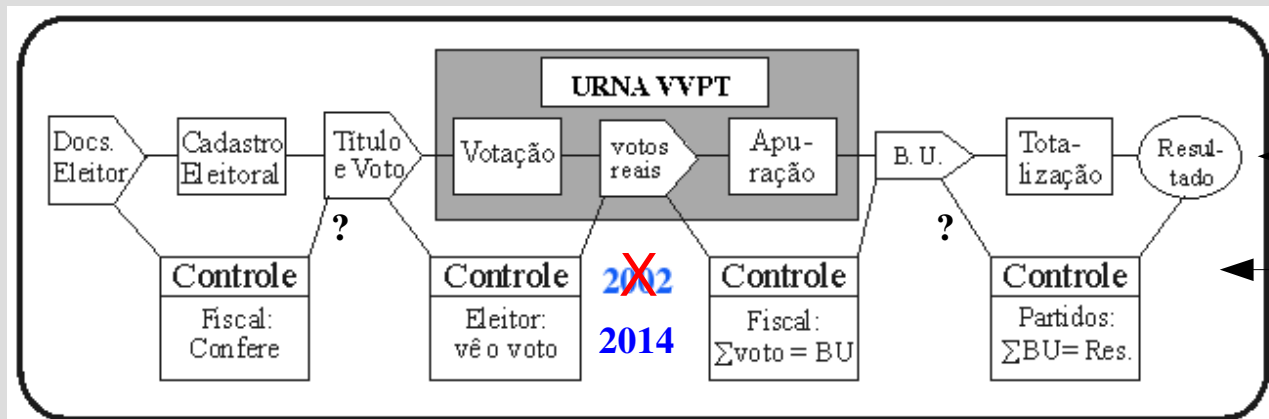 URNA VVPT
Docs.
Eleitor
Cadastro
Eleitoral
Título
e Voto
Votação
votos
reais
Apu-
ração
B. U.
Tota-
lização
Resul-
tado
?
?
Controle
Fiscal:
Confere
Controle
Eleitor:
vê o voto
2002
X
2014
Controle
Fiscal:
∑voto = BU
Controle
Partidos:
∑BU= Res.